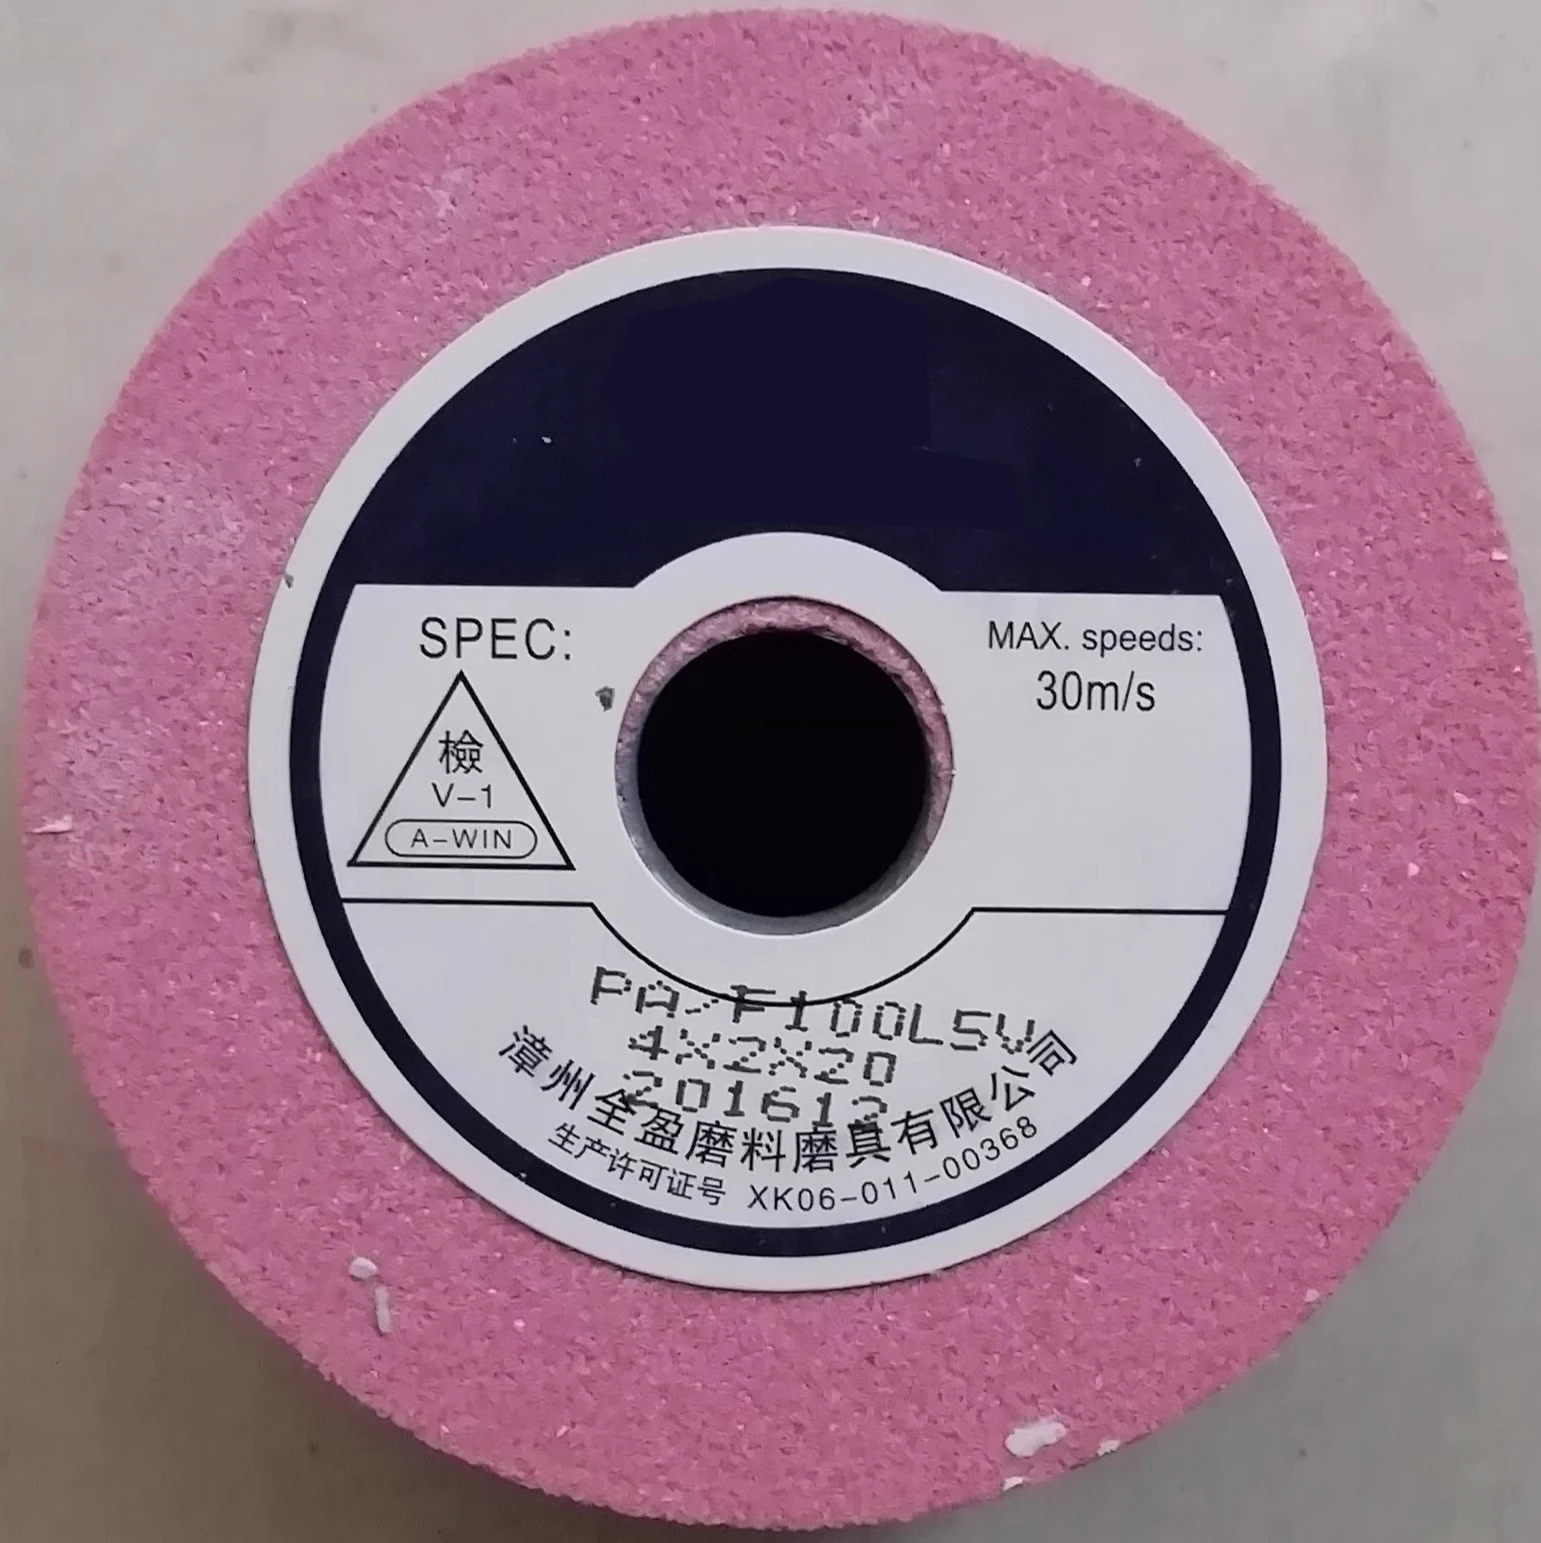 SPEC:
檢
V-1
A-WIN
MAX. speeds:
30m/s
PA/F100L5V
4X2X20
201612
漳州全盈磨料磨具有限公司
生产许可证号 XK06-011-00368